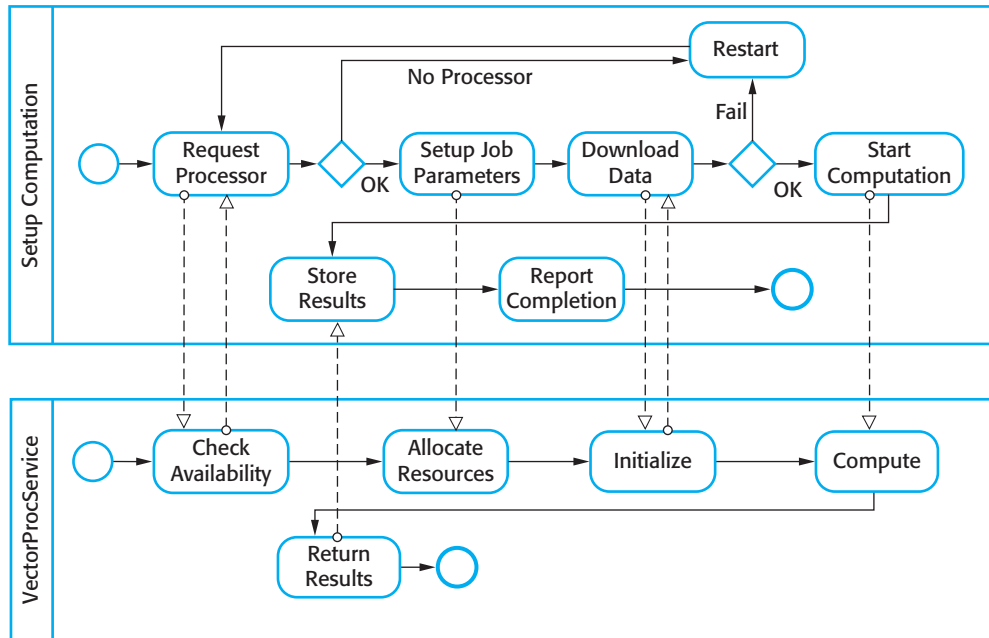 Setup Computation
Restart
No Processor
Fail
Request
Processor
OK
Setup Job
Parameters
Download
Data
OK
Start
Computation
Store
Results
Report
Completion
VectorProcService
Check
Availability
Allocate
Resources
Initialize
Compute
Return
Results